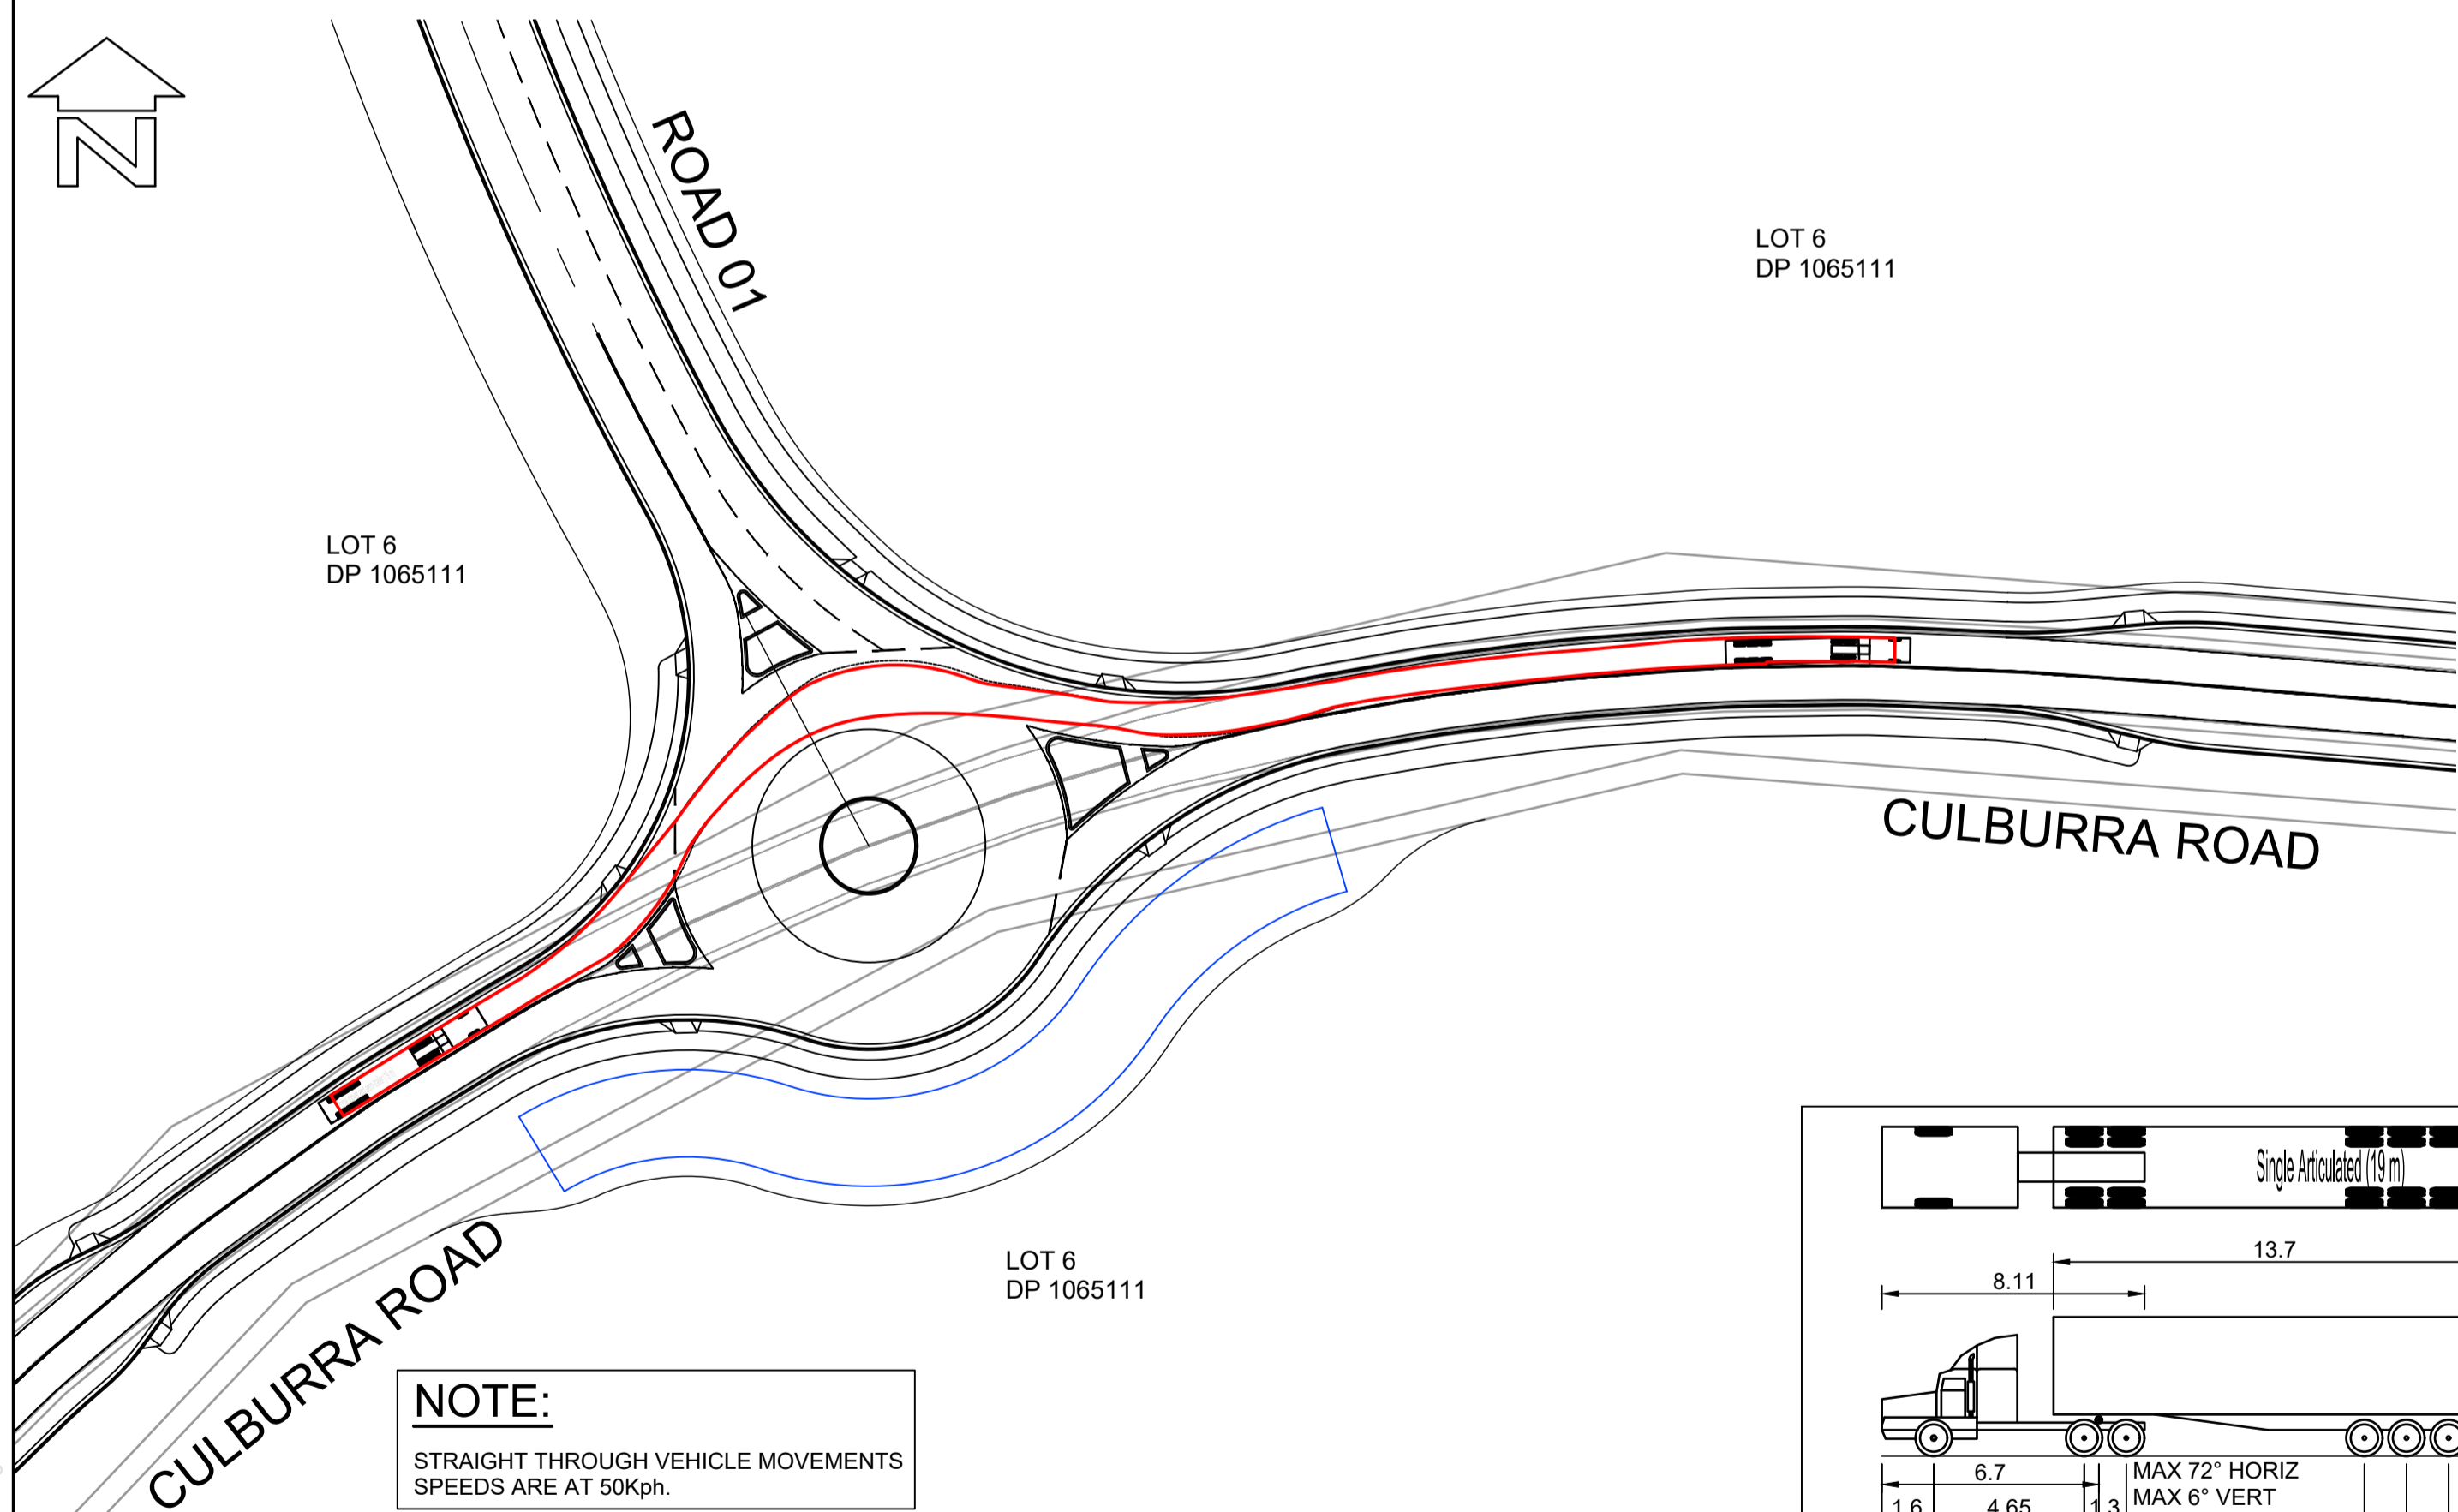 N
ROAD 01
LOT 6
DP 1065111
LOT 6
DP 1065111
CULBURRA ROAD
LOT 6
DP 1065111
CULBURRA ROAD
NOTE:
STRAIGHT THROUGH VEHICLE MOVEMENTS
SPEEDS ARE AT 50Kph.
Single Articulated (19 m)
13.7
8.11
6.7
MAX 72° HORIZ
MAX 6° VERT
1.6
4.65
1.3